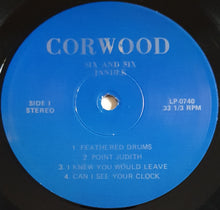 CORWOOD
SIX AND SIX
JANDEK
SIDE 1
STEREO
LP-0740
33 1/3 RPM
1 FEATHERED DRUMS
2 POINT JUDITH
3 I KNEW YOU WOULD LEAVE
4 CAN I SEE YOUR CLOCK